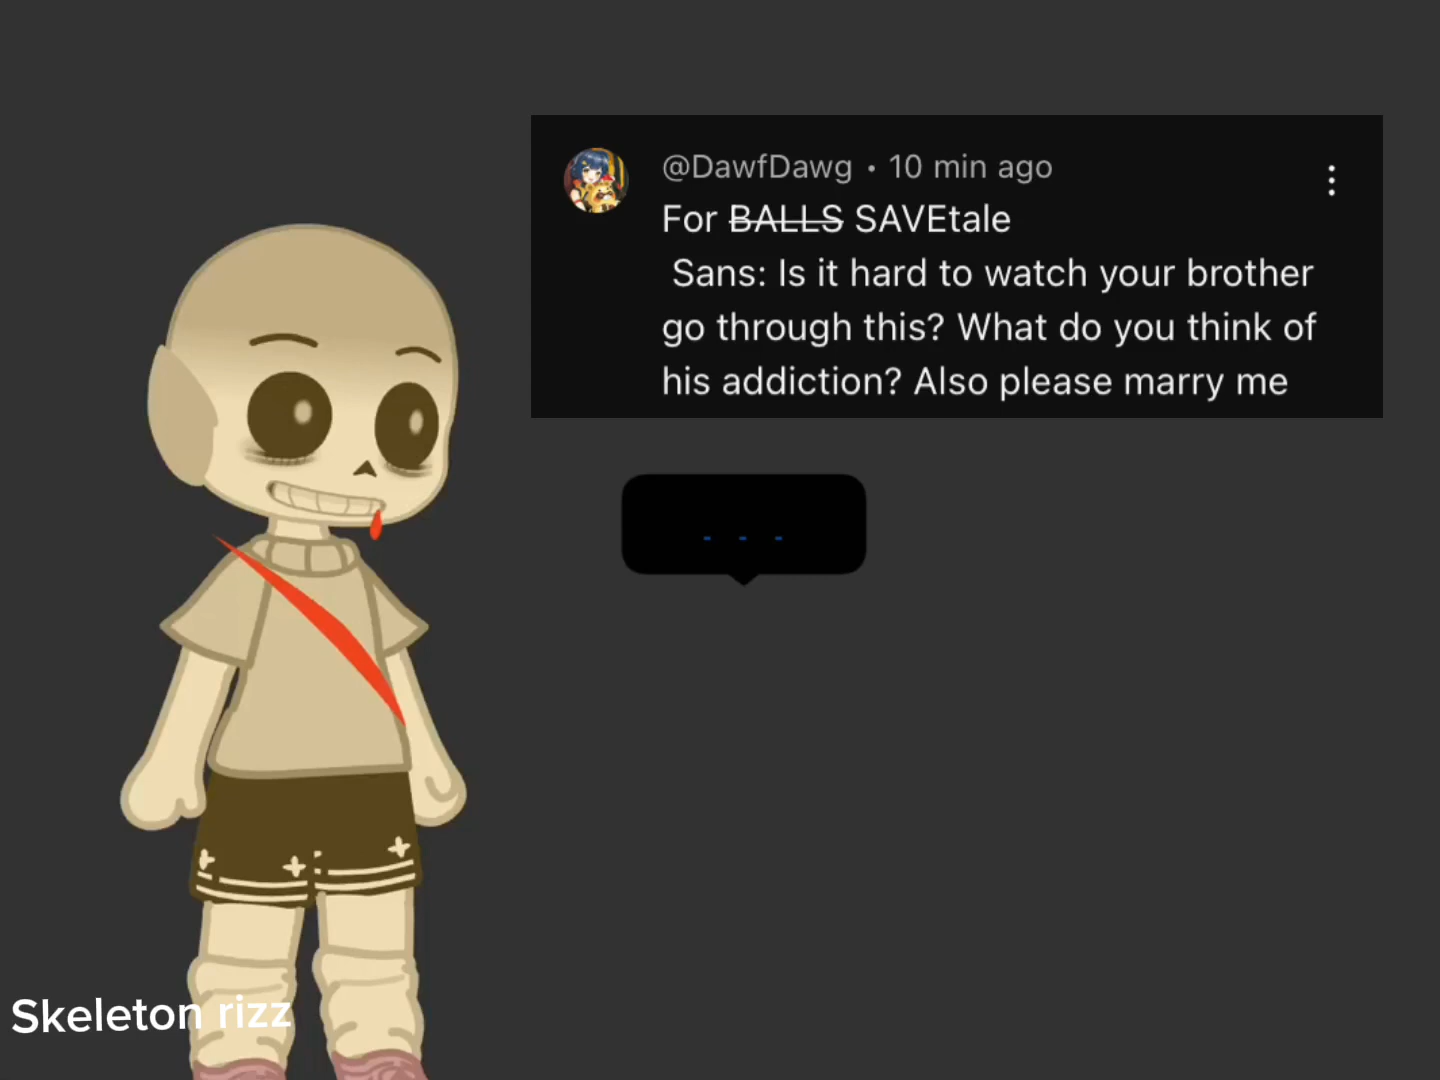 @DawfDawg • 10 min ago
For BALLS SAVEtale
Sans: Is it hard to watch your brother
go through this? What do you think of
his addiction? Also please marry me
- - -
Skeleton rizz